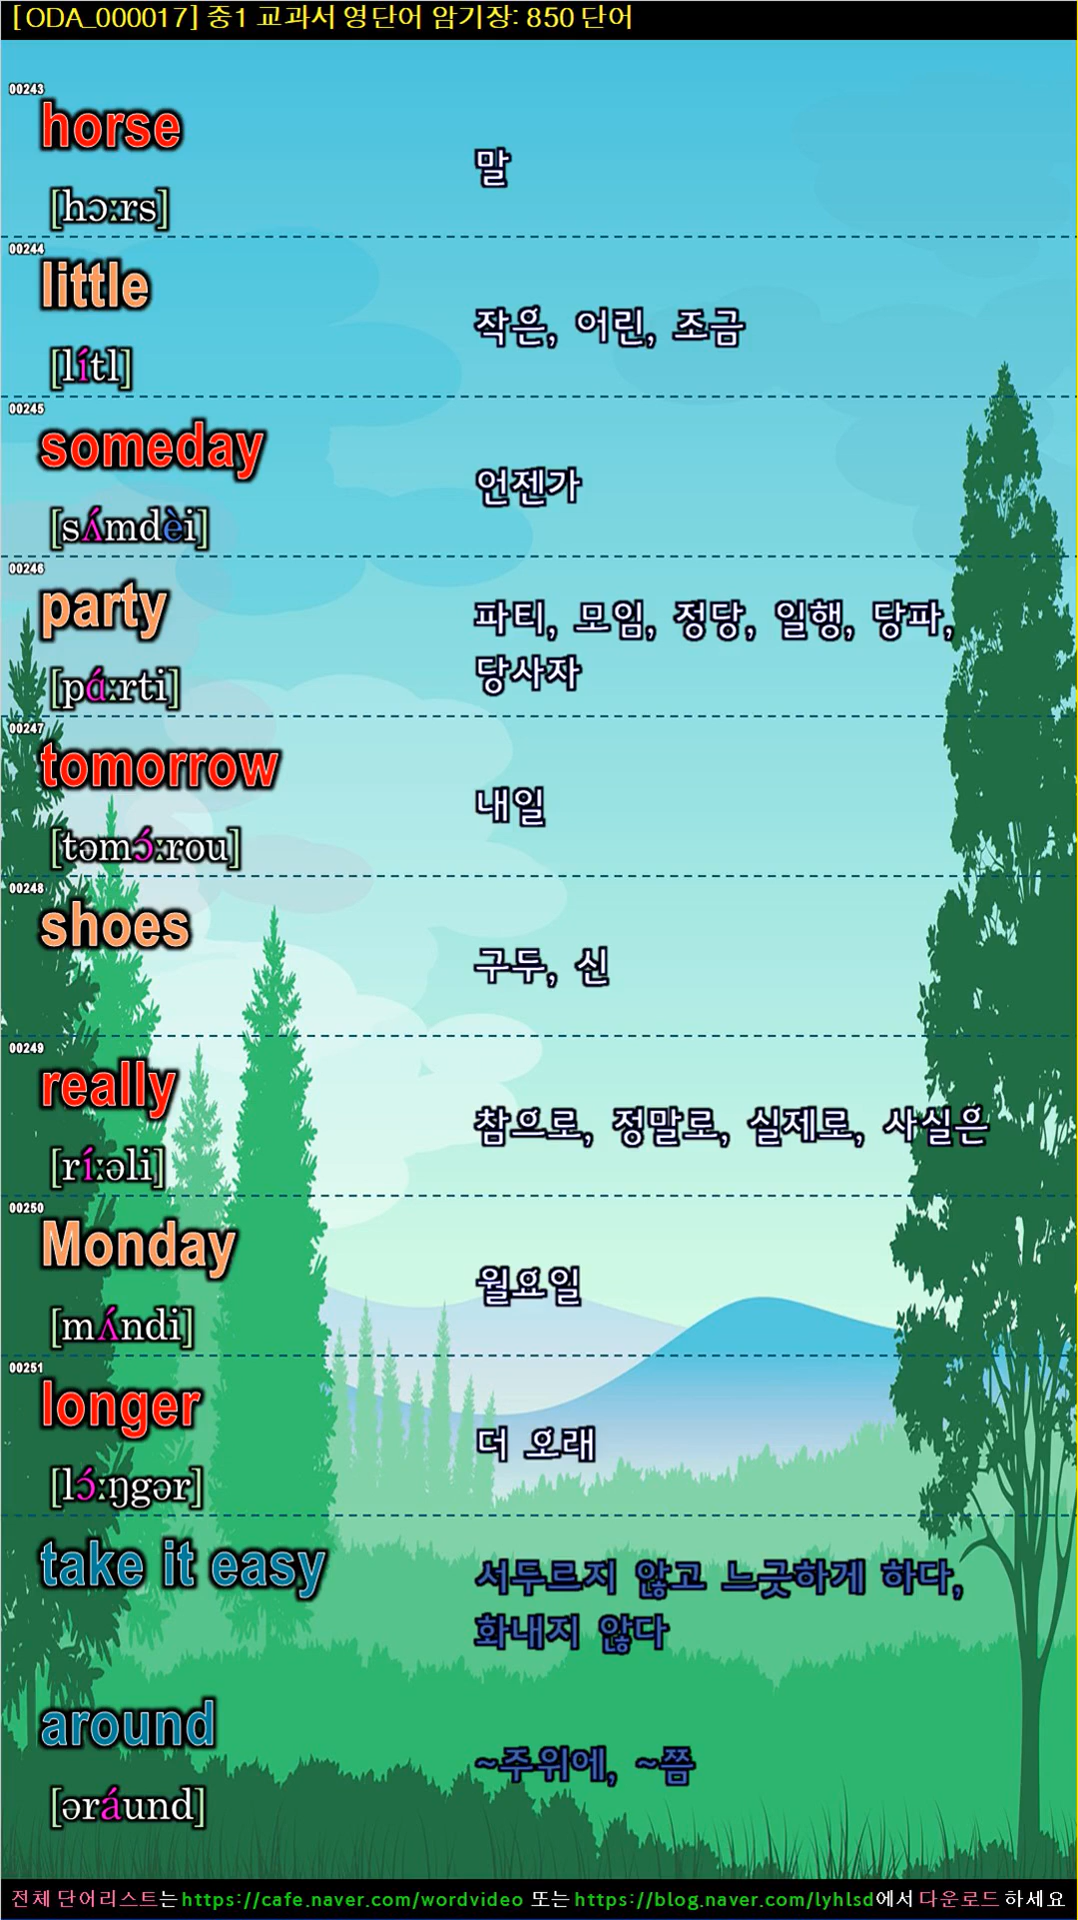 [ODA_000017] 중1 교과서 영단어 암기장: 850 단어
00243
horse
말
[hɔːrs]
00244
little
작은, 어린, 조금
[lítl]
00245
someday
언젠가
[sʌ́mdèi]
00246
party
파티, 모임, 정당, 일행, 당파,
당사자
[pɑ́ːrti]
00247
tomorrow
내일
[təmɔ́ːrou]
00248
shoes
구두, 신
00249
really
참으로, 정말로, 실제로, 사실은
[ríːəli]
00250
Monday
월요일
[mʌ́ndi]
00251
longer
더 오래
[lɔ́ːŋgər]
take it easy
서두르지 않고 느긋하게 하다,
화내지 않다
around
~주위에, ~쯤
[əráund]
전체 단어리스트는 https://cafe.naver.com/wordvideo 또는 https://blog.naver.com/lyhlsd에서 다운로드 하세요